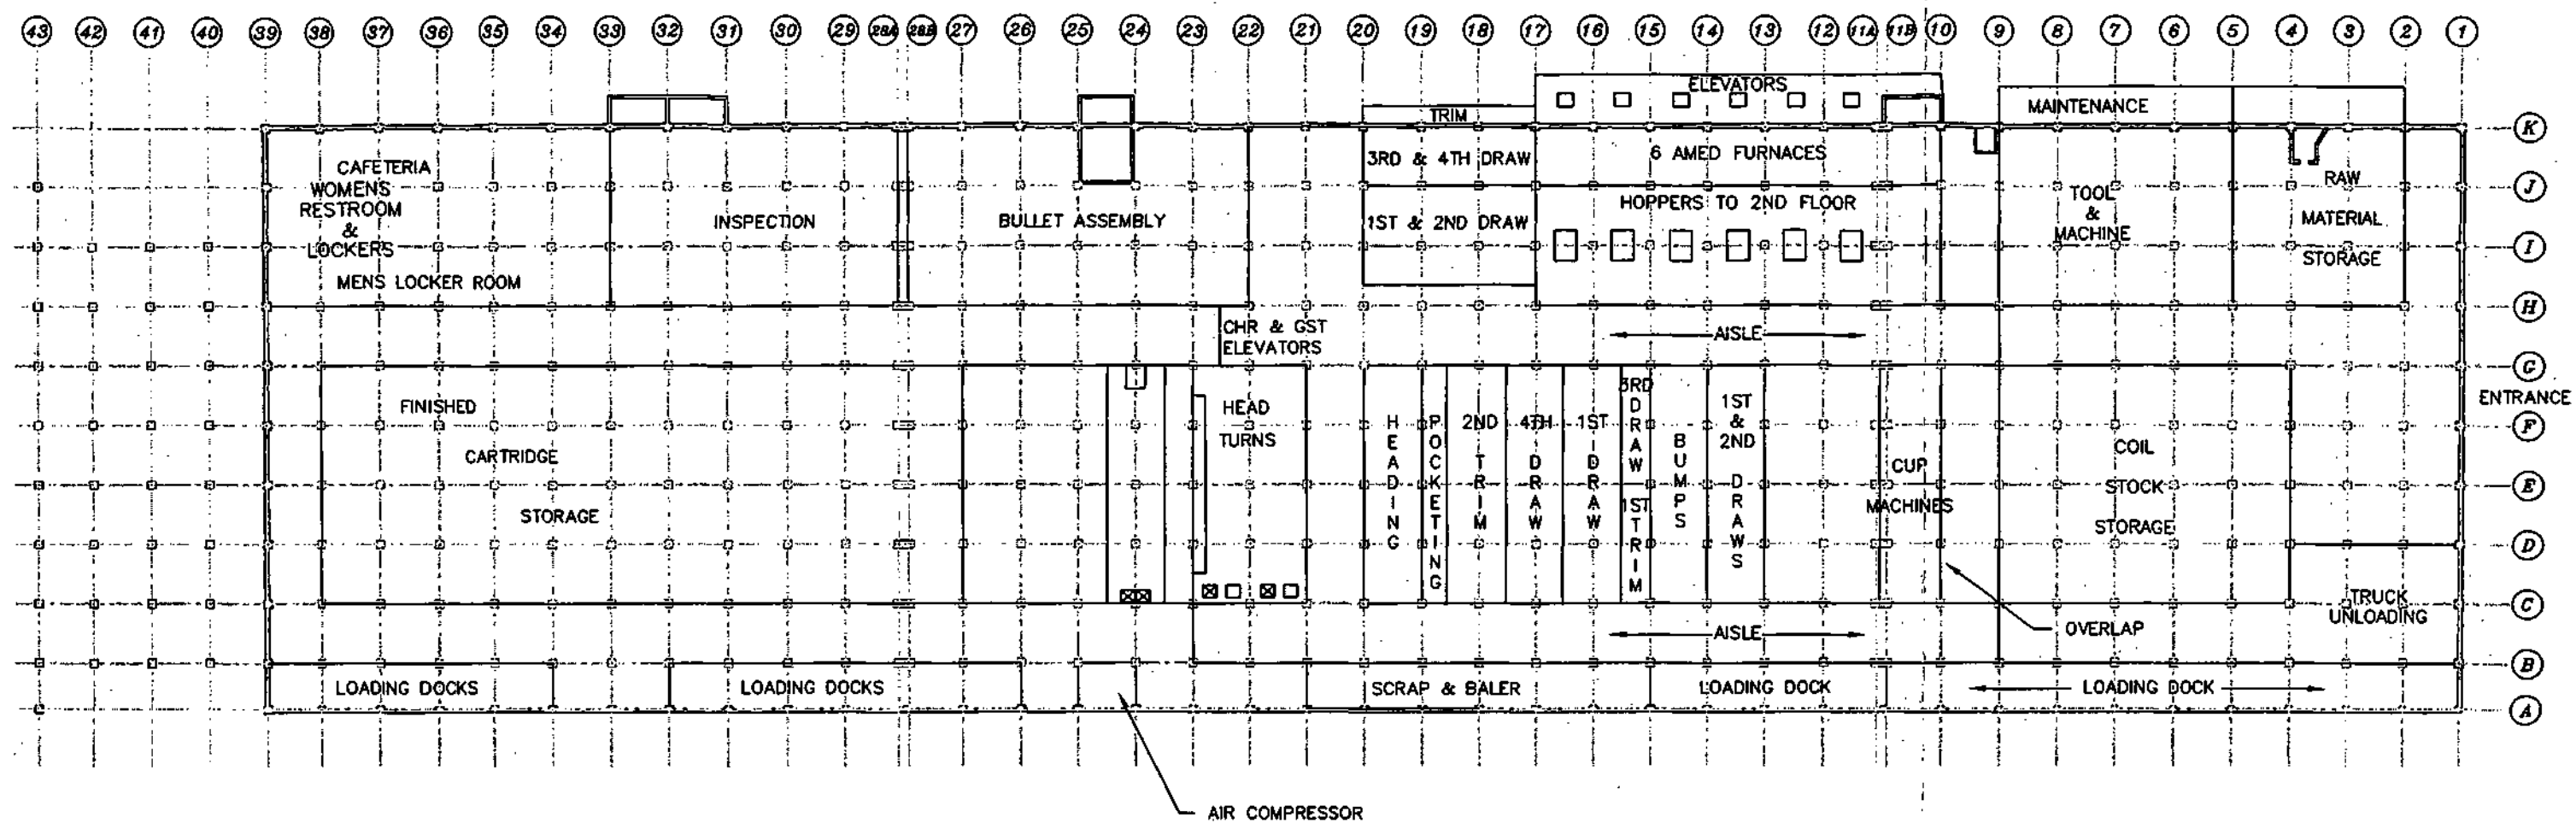 43 42 41 40 39 38 37 36 35 34 33 32 31 30 29 28A 28B 27 26 25 24 23 22 21 20 19 18 17 16 15 14 13 12 11A 11B 10 9 8 7 6 5 4 3 2 1
ELEVATORS
MAINTENANCE
TRIM
K
CAFETERIA
WOMENS
RESTROOM
&
LOCKERS
MENS LOCKER ROOM
INSPECTION
BULLET ASSEMBLY
3RD & 4TH DRAW
1ST & 2ND DRAW
6 AMED FURNACES
HOPPERS TO 2ND FLOOR
TOOL
&
MACHINE
RAW
MATERIAL
STORAGE
J
I
H
CHR & GST
ELEVATORS
AISLE
G
ENTRANCE
FINISHED
CARTRIDGE
STORAGE
HEAD
TURNS
HEADING
POCKETING
2ND TRIM
4TH DRAW
1ST DRAW
3RD DRAW
1ST TRIM
BUMPS
1ST
&
2ND
DRAWS
CUP
MACHINES
COIL
STOCK
STORAGE
F
E
D
C
TRUCK
UNLOADING
OVERLAP
AISLE
B
LOADING DOCKS
LOADING DOCKS
SCRAP & BALER
LOADING DOCK
LOADING DOCK
A
AIR COMPRESSOR